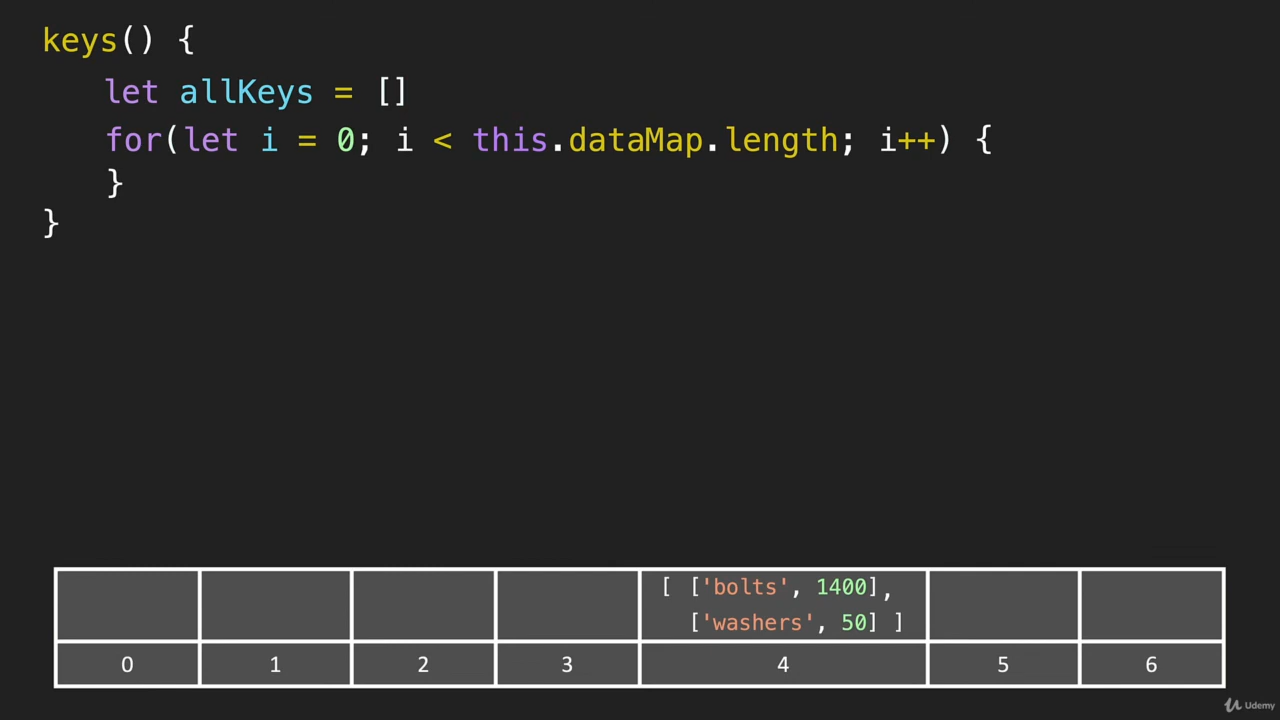 keys() {
let allKeys = []
for(let i = 0; i < this.dataMap.length; i++) {
}
}
[ ['bolts', 1400],
['washers', 50] ]
0 1 2 3 4 5 6
Udemy